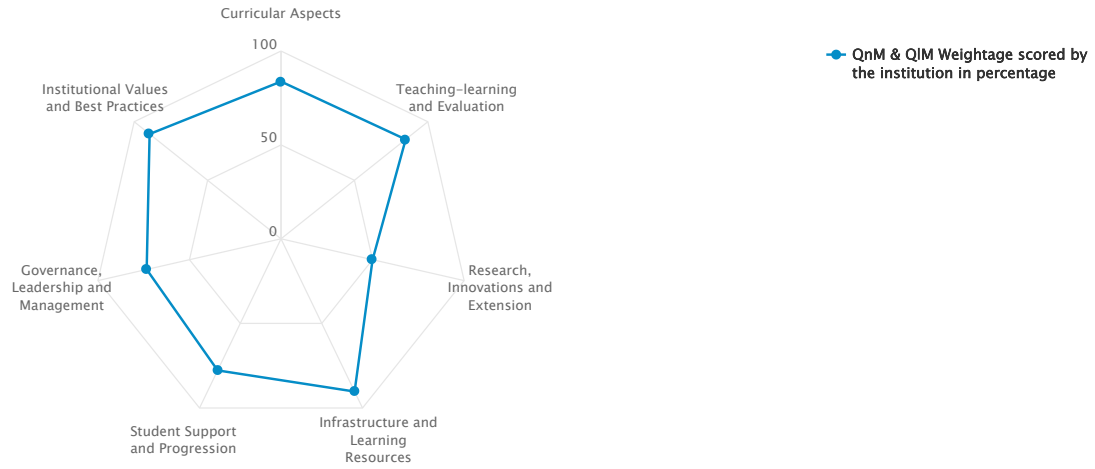 Curricular Aspects
100
50
0
Teaching-learning
and Evaluation
Research,
Innovations and
Extension
Infrastructure and
Learning
Resources
Student Support
and Progression
Governance,
Leadership and
Management
Institutional Values
and Best Practices
QnM & QlM Weightage scored by
the institution in percentage